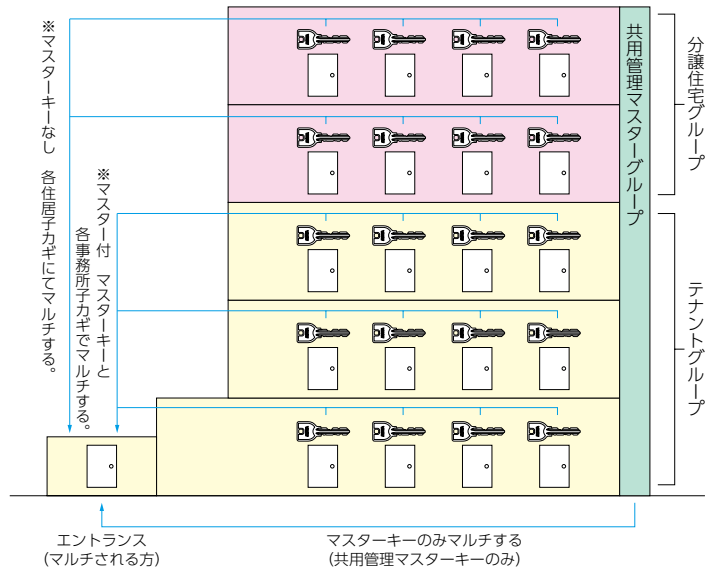 ※マスターキーなし 各住居子カギにてマルチする。
※マスター付 マスターキーと
各事務所子カギでマルチする。
共用管理マスターグループ
分譲住宅グループ
テナントグループ
エントランス
(マルチされる方)
マスターキーのみマルチする
(共用管理マスターキーのみ)